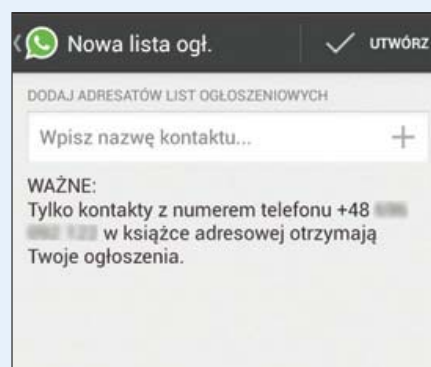 Nowa lista ogł.
UTWÓRZ
DODAJ ADRESATÓW LIST OGŁOSZENIOWYCH
Wpisz nazwę kontaktu...
WAŻNE:
Tylko kontakty z numerem telefonu +48
w książce adresowej otrzymają
Twoje ogłoszenia.